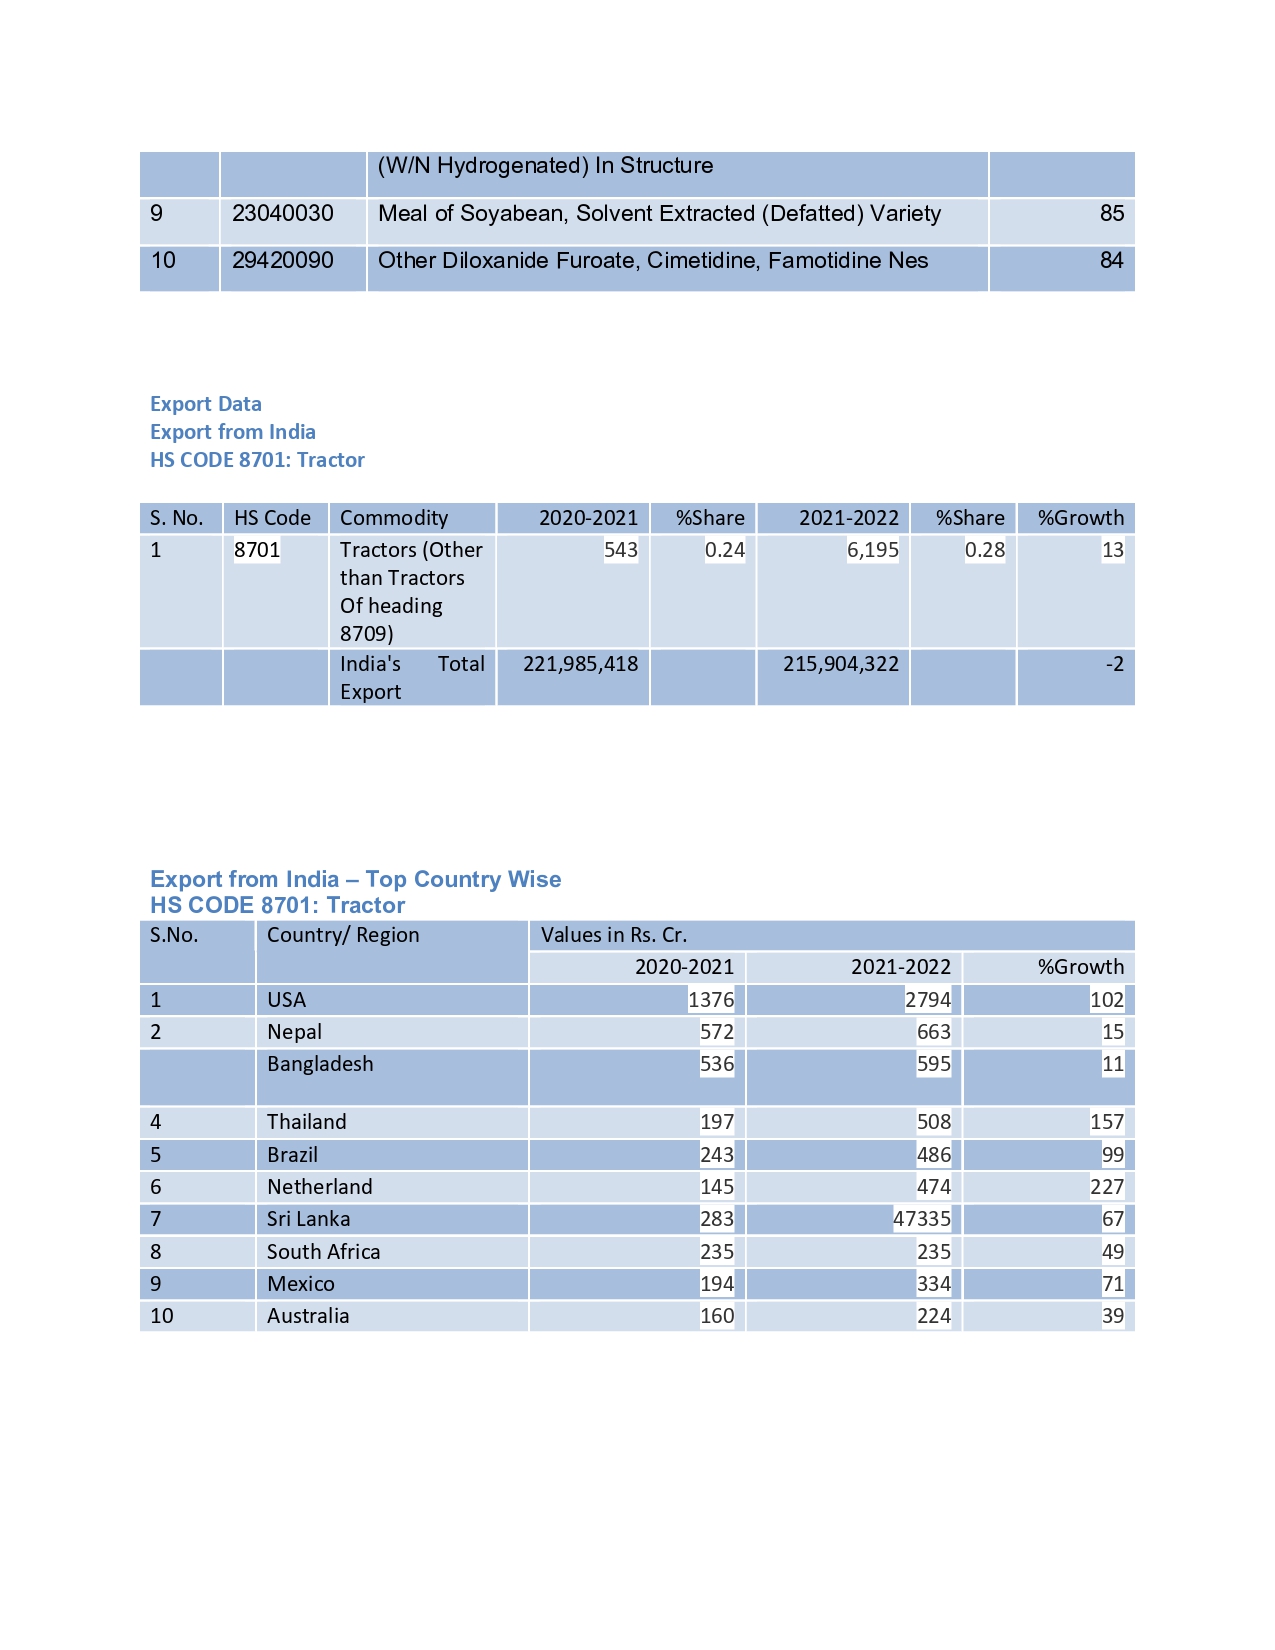 (W/N Hydrogenated) In Structure
9 23040030 Meal of Soyabean, Solvent Extracted (Defatted) Variety 85
10 29420090 Other Diloxanide Furoate, Cimetidine, Famotidine Nes 84
Export Data
Export from India
HS CODE 8701: Tractor
S. No. HS Code Commodity 2020-2021 %Share 2021-2022 %Share %Growth
1 8701 Tractors (Other 543 0.24 6,195 0.28 13
than Tractors
Of heading
8709)
India's Total 221,985,418 215,904,322 -2
Export
Export from India – Top Country Wise
HS CODE 8701: Tractor
S.No. Country/ Region Values in Rs. Cr.
2020-2021 2021-2022 %Growth
1 USA 1376 2794 102
2 Nepal 572 663 15
Bangladesh 536 595 11
4 Thailand 197 508 157
5 Brazil 243 486 99
6 Netherland 145 474 227
7 Sri Lanka 283 47335 67
8 South Africa 235 235 49
9 Mexico 194 334 71
10 Australia 160 224 39